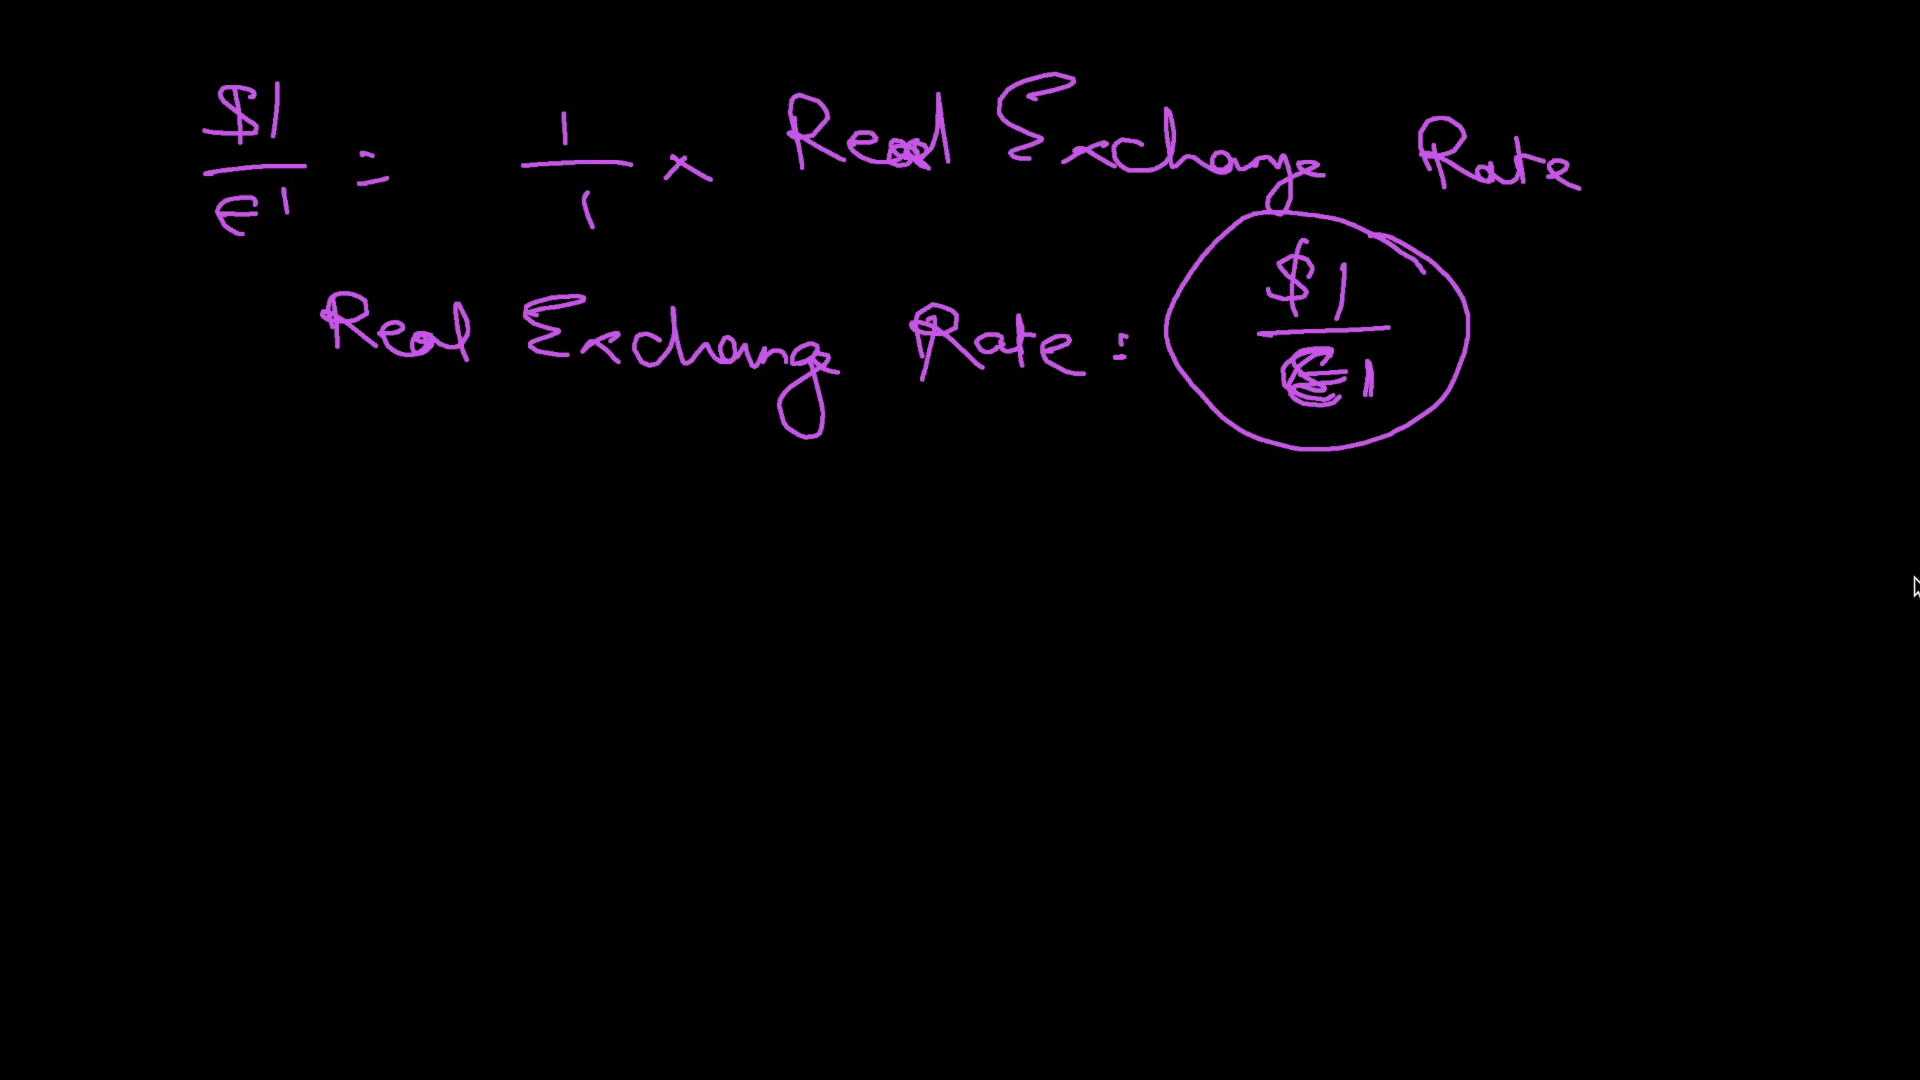 $1/€1 = 1/1 × Real Exchange Rate
Real Exchange Rate = $1/€1